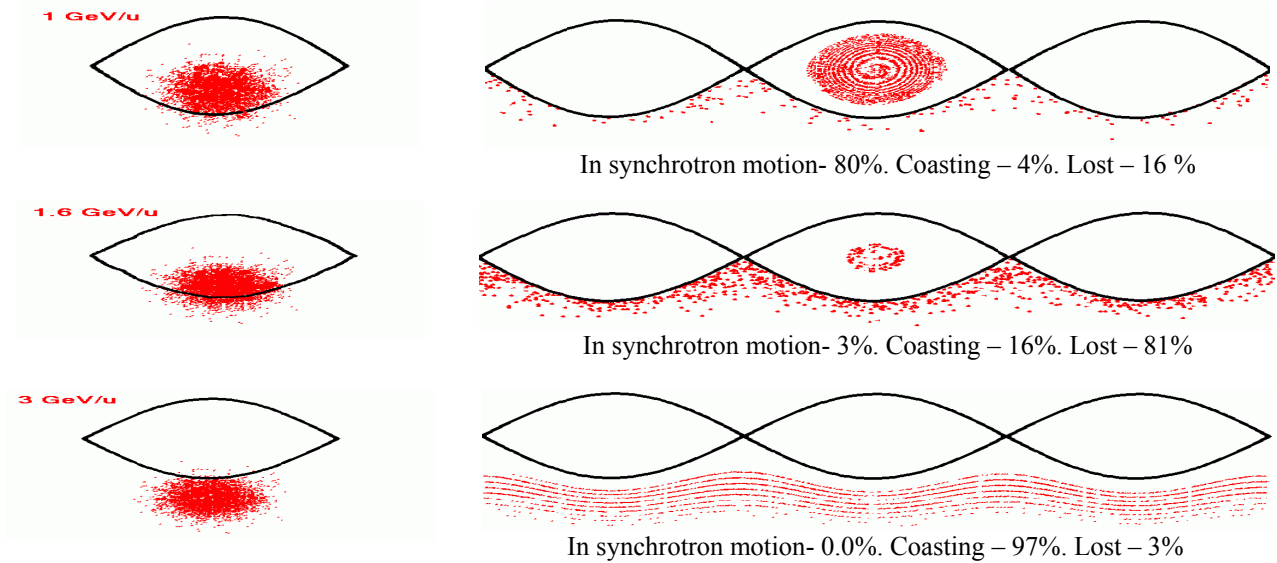 1 GeV/u
In synchrotron motion- 80%. Coasting – 4%. Lost – 16 %
1.6 GeV/u
In synchrotron motion- 3%. Coasting – 16%. Lost – 81%
3 GeV/u
In synchrotron motion- 0.0%. Coasting – 97%. Lost – 3%